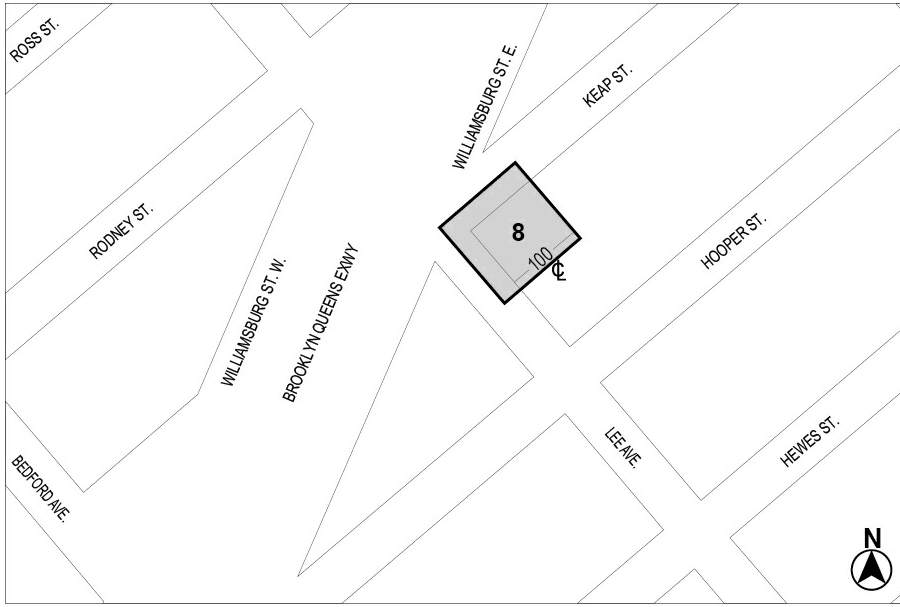 ROSS ST.
WILLIAMSBURG ST. E.
KEAP ST.
RODNEY ST.
8
100
℄
HOOPER ST.
WILLIAMSBURG ST. W.
BROOKLYN QUEENS EXWY
LEE AVE.
HEWES ST.
BEDFORD AVE.
N